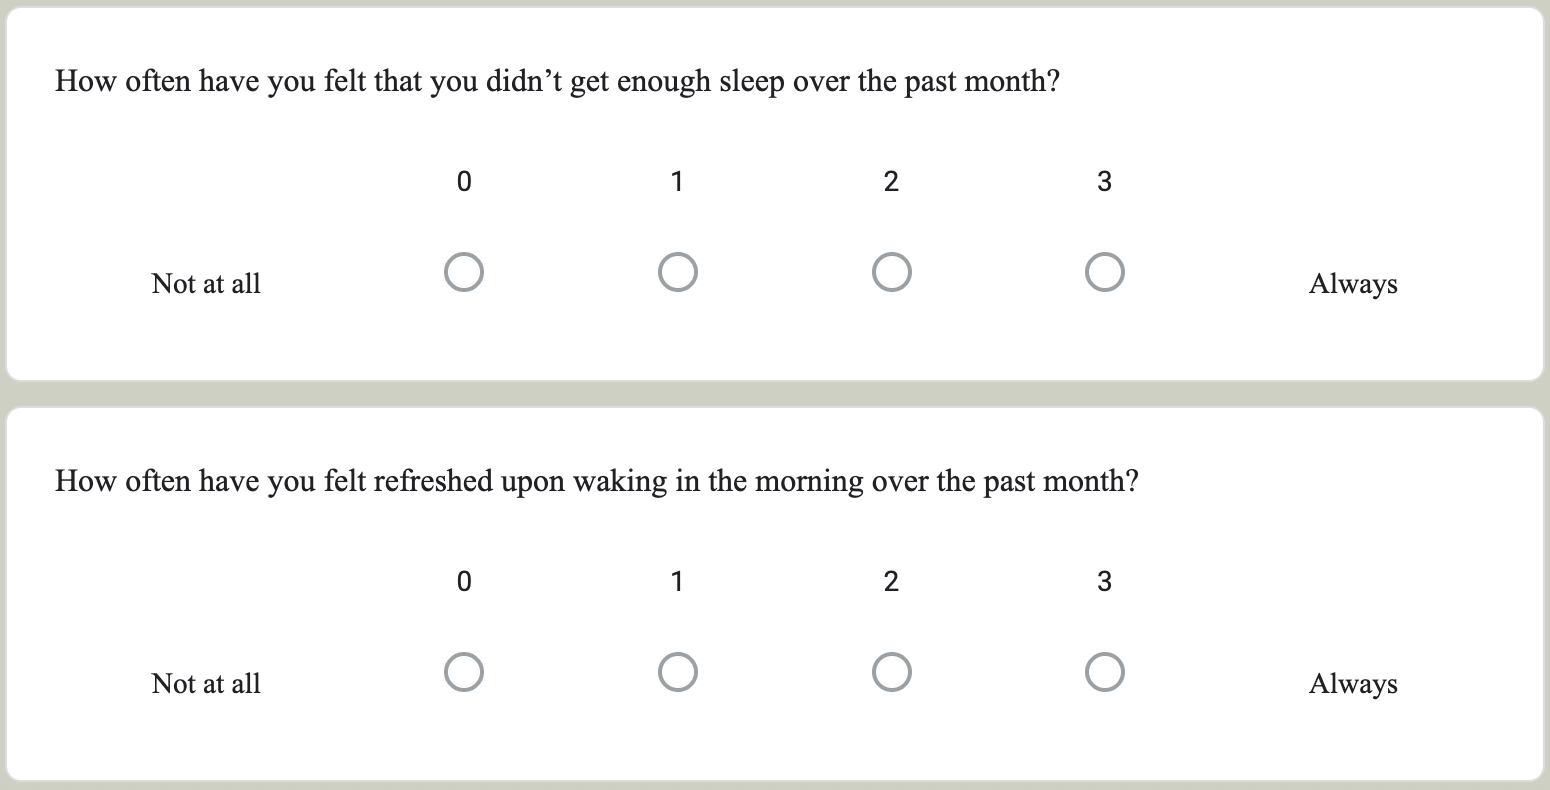 How often have you felt that you didn’t get enough sleep over the past month?
0 1 2 3
Not at all Always
How often have you felt refreshed upon waking in the morning over the past month?
0 1 2 3
Not at all Always